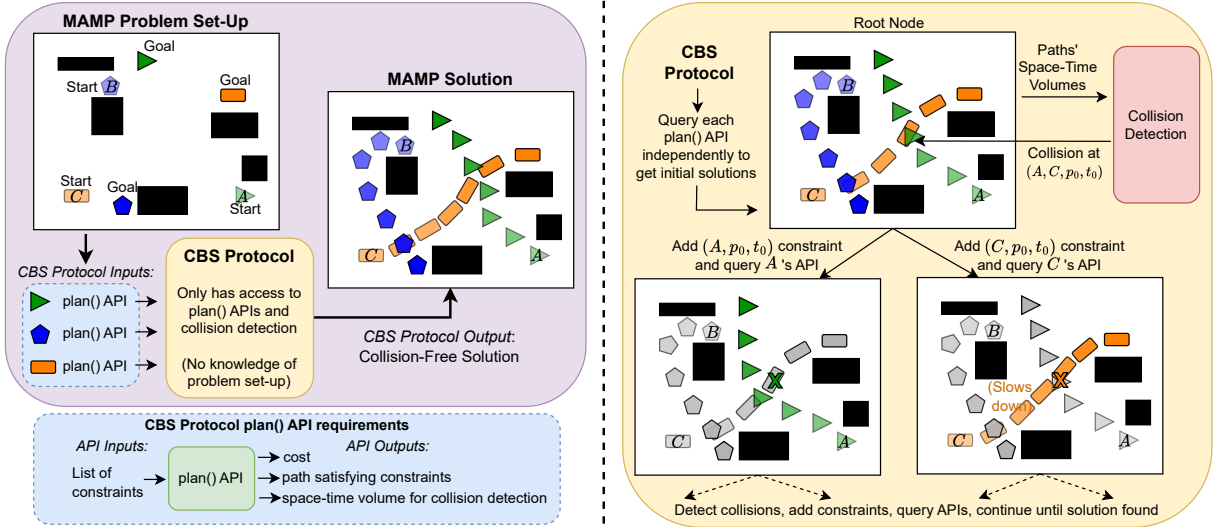 MAMP Problem Set-Up
Goal
Start
B
Goal
Start
C
Goal
A
Start
MAMP Solution
B
C
A
CBS Protocol Inputs:
plan() API
plan() API
plan() API
CBS Protocol
Only has access to
plan() APIs and
collision detection
(No knowledge of
problem set-up)
CBS Protocol Output:
Collision-Free Solution
CBS Protocol plan() API requirements
API Inputs:
API Outputs:
List of
constraints
plan() API
cost
path satisfying constraints
space-time volume for collision detection
Root Node
CBS
Protocol
Query each
plan() API
independently to
get initial solutions
B
C
A
Paths'
Space-Time
Volumes
Collision
Detection
Collision at
(A, C, p₀, t₀)
Add (A, p₀, t₀) constraint
and query A 's API
Add (C, p₀, t₀) constraint
and query C 's API
B
X
C
A
B
X
(Slows
down)
C
A
Detect collisions, add constraints, query APIs, continue until solution found